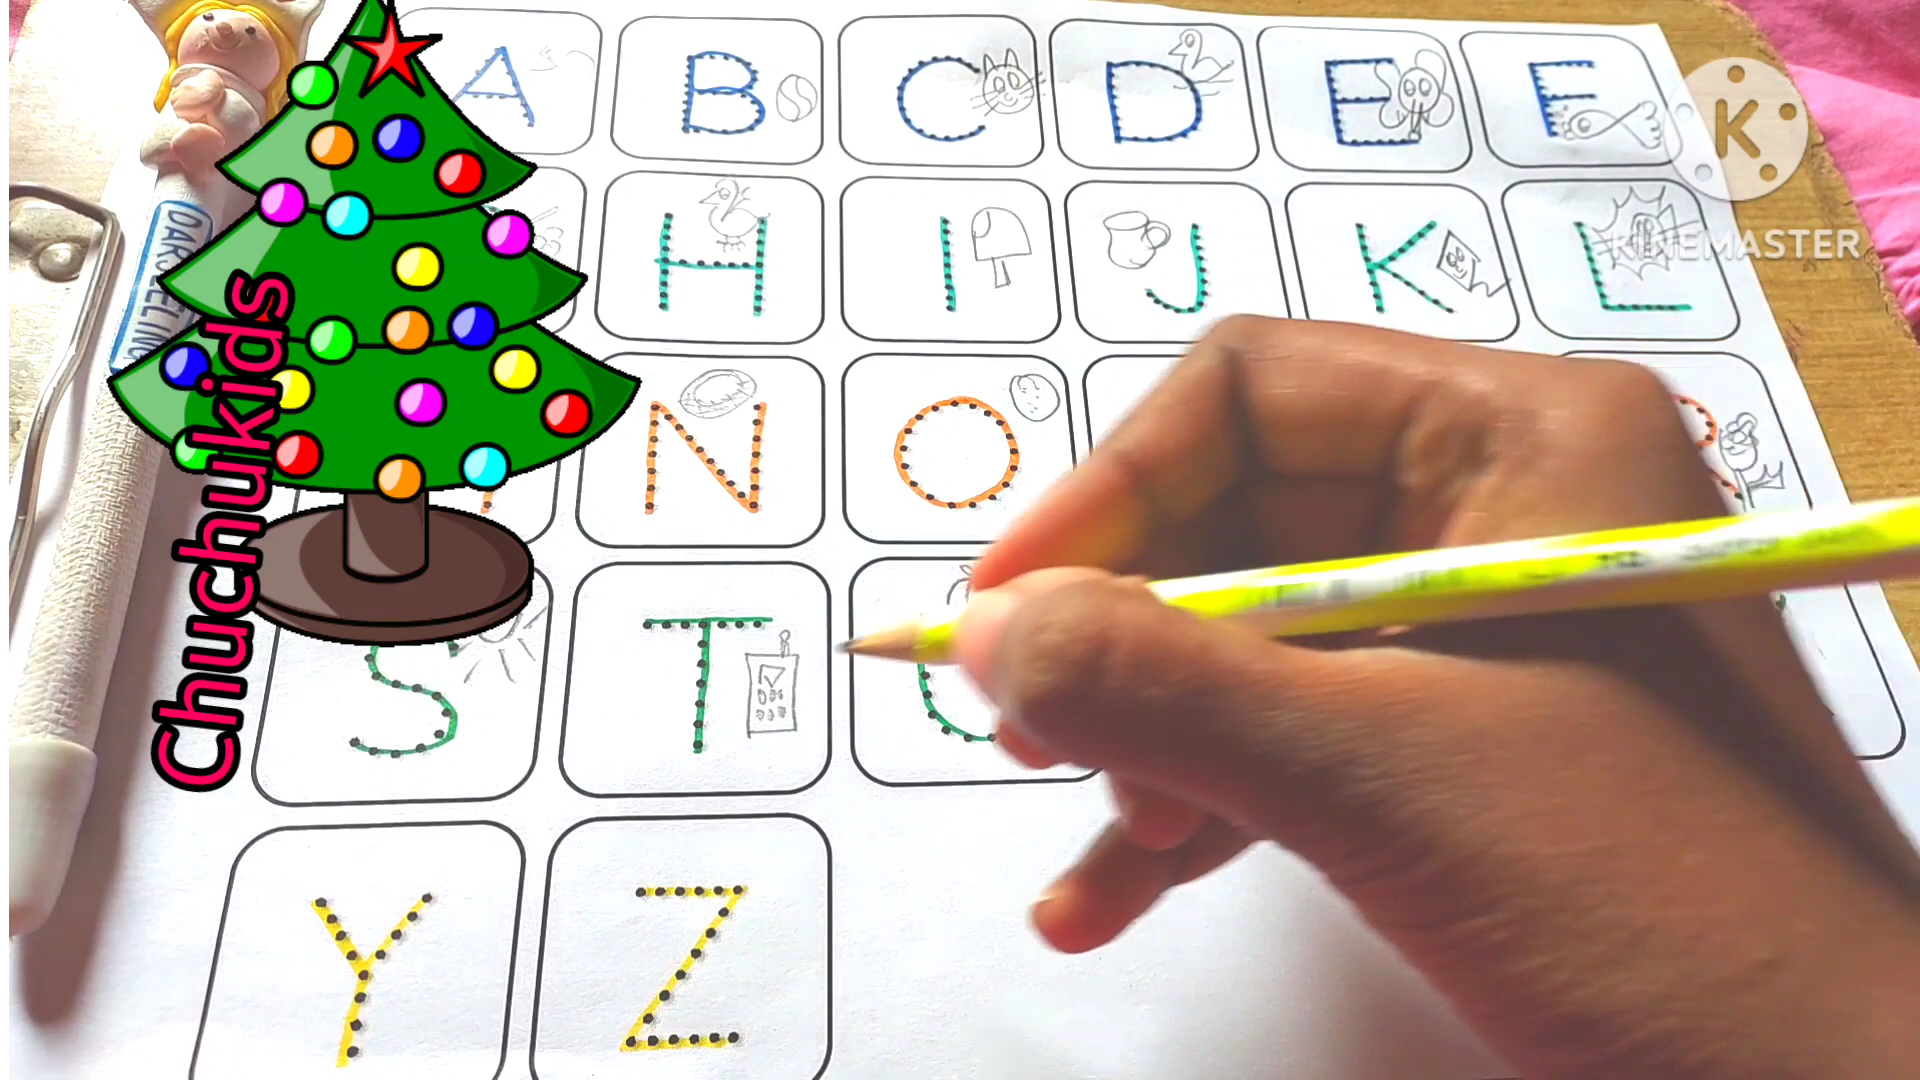 A B C D E F
H I J K L
N O R
S T U
Y Z
Chuchukids
K
KINEMASTER